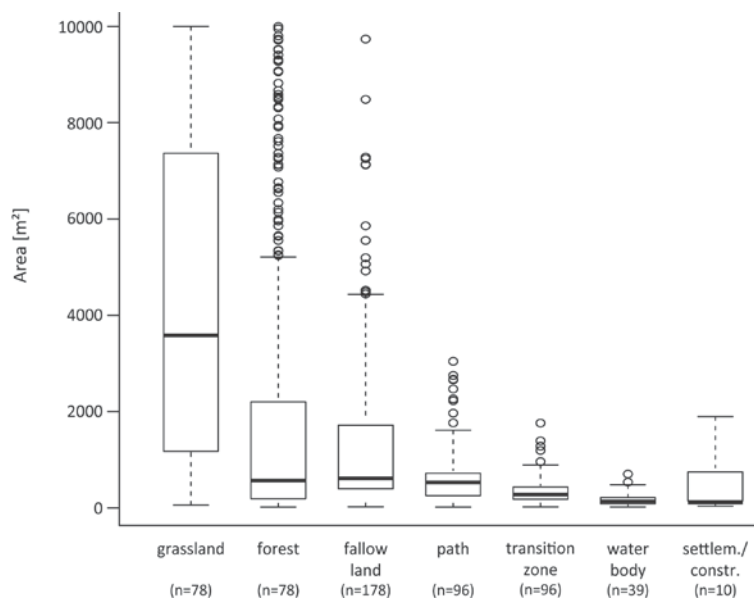 10000
8000
6000
4000
2000
0
Area [m²]
grassland forest fallow path transition water settlem./
land zone body constr.
(n=78) (n=78) (n=178) (n=96) (n=96) (n=39) (n=10)